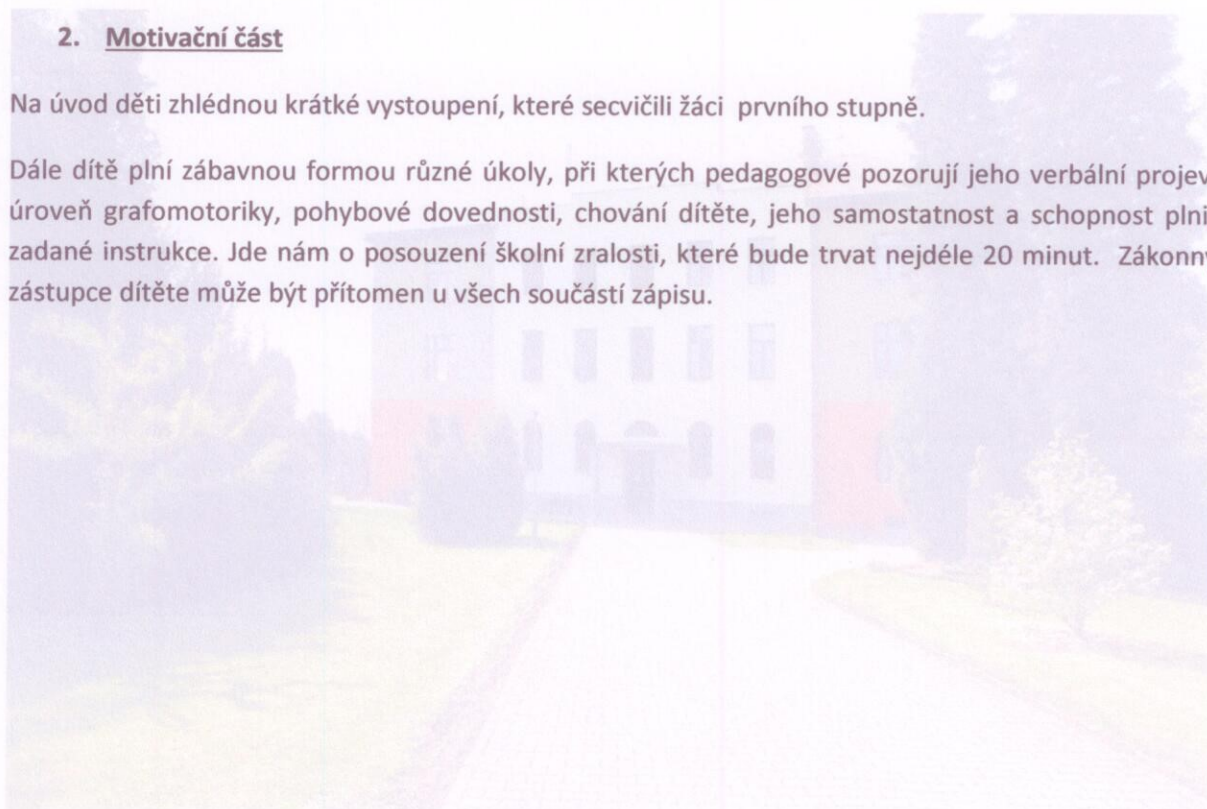 2. Motivační část
Na úvod děti zhlédnou krátké vystoupení, které secvičili žáci prvního stupně.
Dále dítě plní zábavnou formou různé úkoly, při kterých pedagogové pozorují jeho verbální projev
úroveň grafomotoriky, pohybové dovednosti, chování dítěte, jeho samostatnost a schopnost plni
zadané instrukce. Jde nám o posouzení školní zralosti, které bude trvat nejdéle 20 minut. Zákonn
zástupce dítěte může být přítomen u všech součástí zápisu.